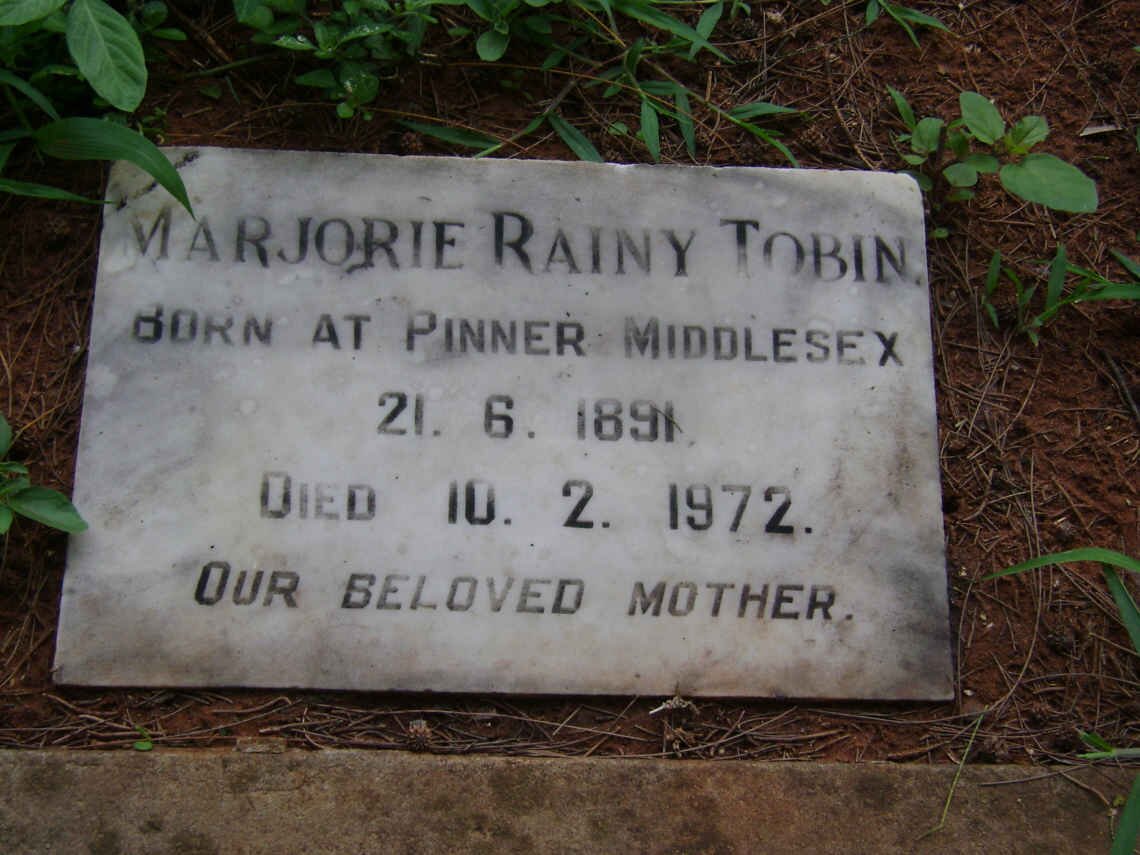 MARJORIE RAINY TOBIN.
BORN AT PINNER MIDDLESEX
21. 6. 1891.
DIED 10. 2. 1972.
OUR BELOVED MOTHER.